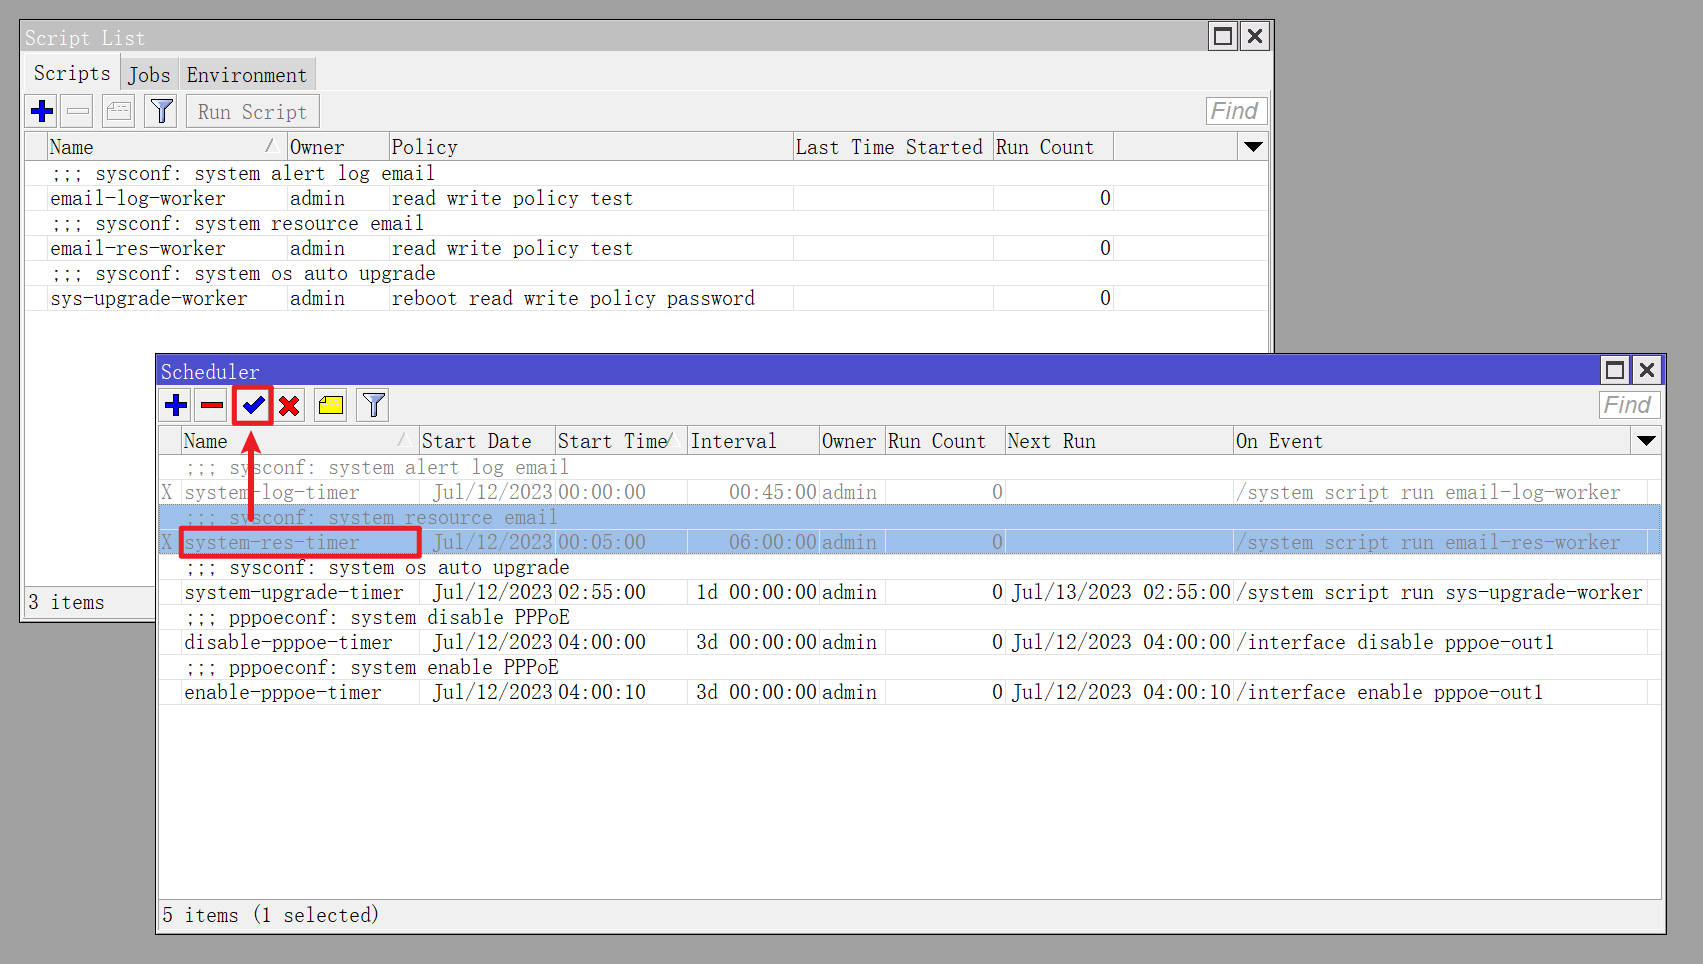 Script List
Scripts Jobs Environment
Run Script Find
Name Owner Policy Last Time Started Run Count
;;; sysconf: system alert log email
email-log-worker admin read write policy test 0
;;; sysconf: system resource email
email-res-worker admin read write policy test 0
;;; sysconf: system os auto upgrade
sys-upgrade-worker admin reboot read write policy password 0
3 items
Scheduler
Find
Name Start Date Start Time Interval Owner Run Count Next Run On Event
;;; sysconf: system alert log email
X system-log-timer Jul/12/2023 00:00:00 00:45:00 admin 0 /system script run email-log-worker
;;; sysconf: system resource email
X system-res-timer Jul/12/2023 00:05:00 06:00:00 admin 0 /system script run email-res-worker
;;; sysconf: system os auto upgrade
system-upgrade-timer Jul/12/2023 02:55:00 1d 00:00:00 admin 0 Jul/13/2023 02:55:00 /system script run sys-upgrade-worker
;;; pppoeconf: system disable PPPoE
disable-pppoe-timer Jul/12/2023 04:00:00 3d 00:00:00 admin 0 Jul/12/2023 04:00:00 /interface disable pppoe-out1
;;; pppoeconf: system enable PPPoE
enable-pppoe-timer Jul/12/2023 04:00:10 3d 00:00:00 admin 0 Jul/12/2023 04:00:10 /interface enable pppoe-out1
5 items (1 selected)